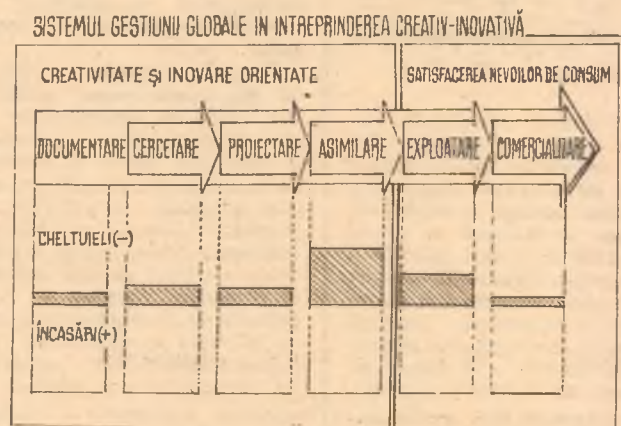 SISTEMUL GESTIUNII GLOBALE IN INTREPRINDEREA CREATIV-INOVATIVĂ
CREATIVITATE ȘI INOVARE ORIENTATE
SATISFACEREA NEVOILOR DE CONSUM
DOCUMENTARE CERCETARE PROIECTARE ASIMILARE EXPLOATARE COMERCIALIZARE
CHELTUIELI(–)
ÎNCASĂRI(+)